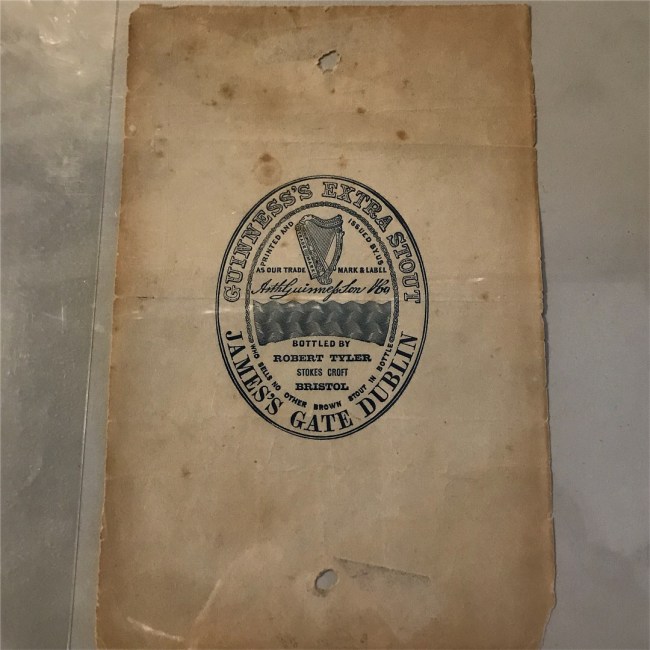 GUINNESS'S EXTRA STOUT
PRINTED AND ISSUED BY US
AS OUR TRADE MARK & LABEL
Arth Guinness Son & Co
BOTTLED BY
ROBERT TYLER
STOKES CROFT
BRISTOL
WHO SELLS NO OTHER BROWN STOUT IN BOTTLE
JAMES'S GATE DUBLIN